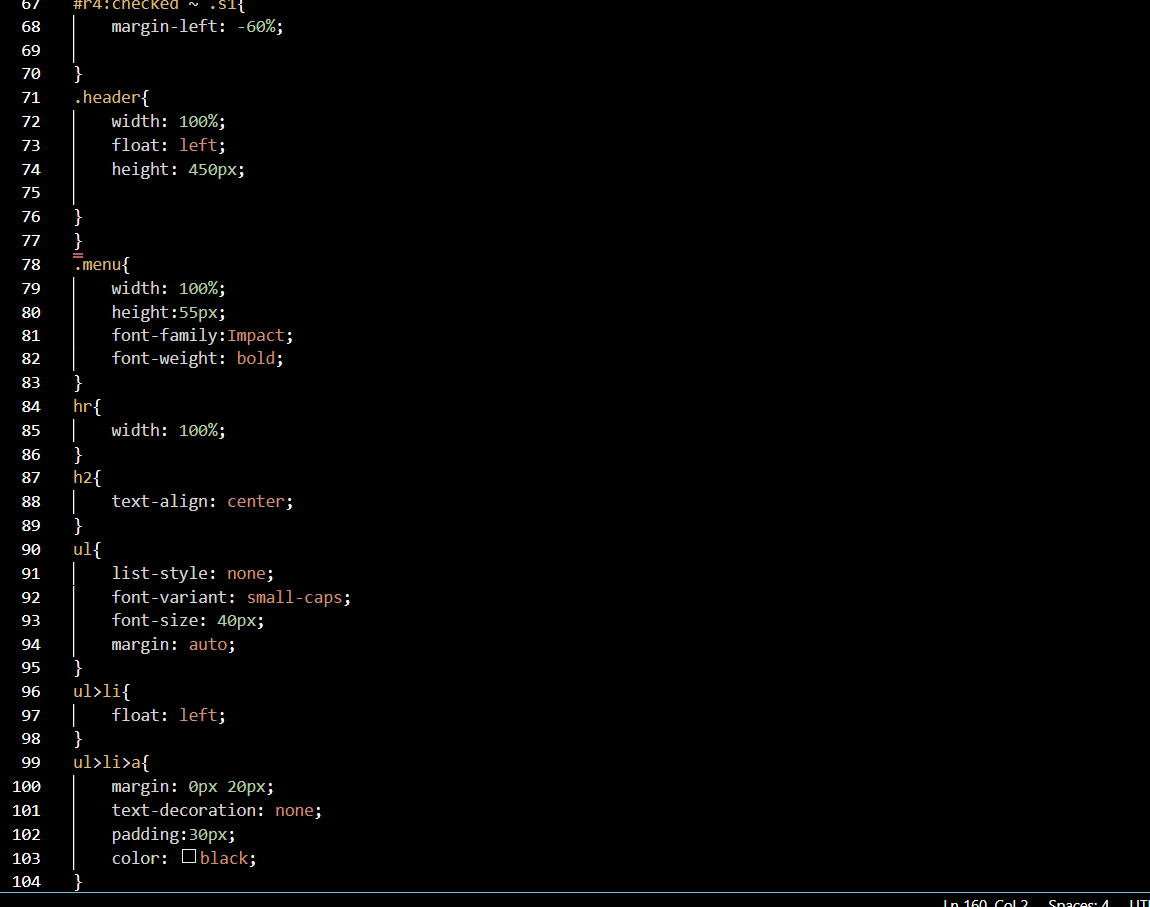 67 #r4:checked ~ .s1{
68 margin-left: -60%;
69
70 }
71 .header{
72 width: 100%;
73 float: left;
74 height: 450px;
75
76 }
77 }
78 .menu{
79 width: 100%;
80 height:55px;
81 font-family:Impact;
82 font-weight: bold;
83 }
84 hr{
85 width: 100%;
86 }
87 h2{
88 text-align: center;
89 }
90 ul{
91 list-style: none;
92 font-variant: small-caps;
93 font-size: 40px;
94 margin: auto;
95 }
96 ul>li{
97 float: left;
98 }
99 ul>li>a{
100 margin: 0px 20px;
101 text-decoration: none;
102 padding:30px;
103 color: black;
104 }
Ln 160, Col 2 Spaces: 4